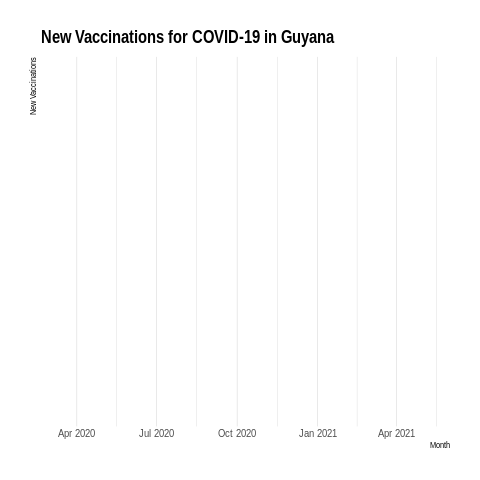 New Vaccinations for COVID-19 in Guyana
New Vaccinations
Apr 2020 Jul 2020 Oct 2020 Jan 2021 Apr 2021
Month